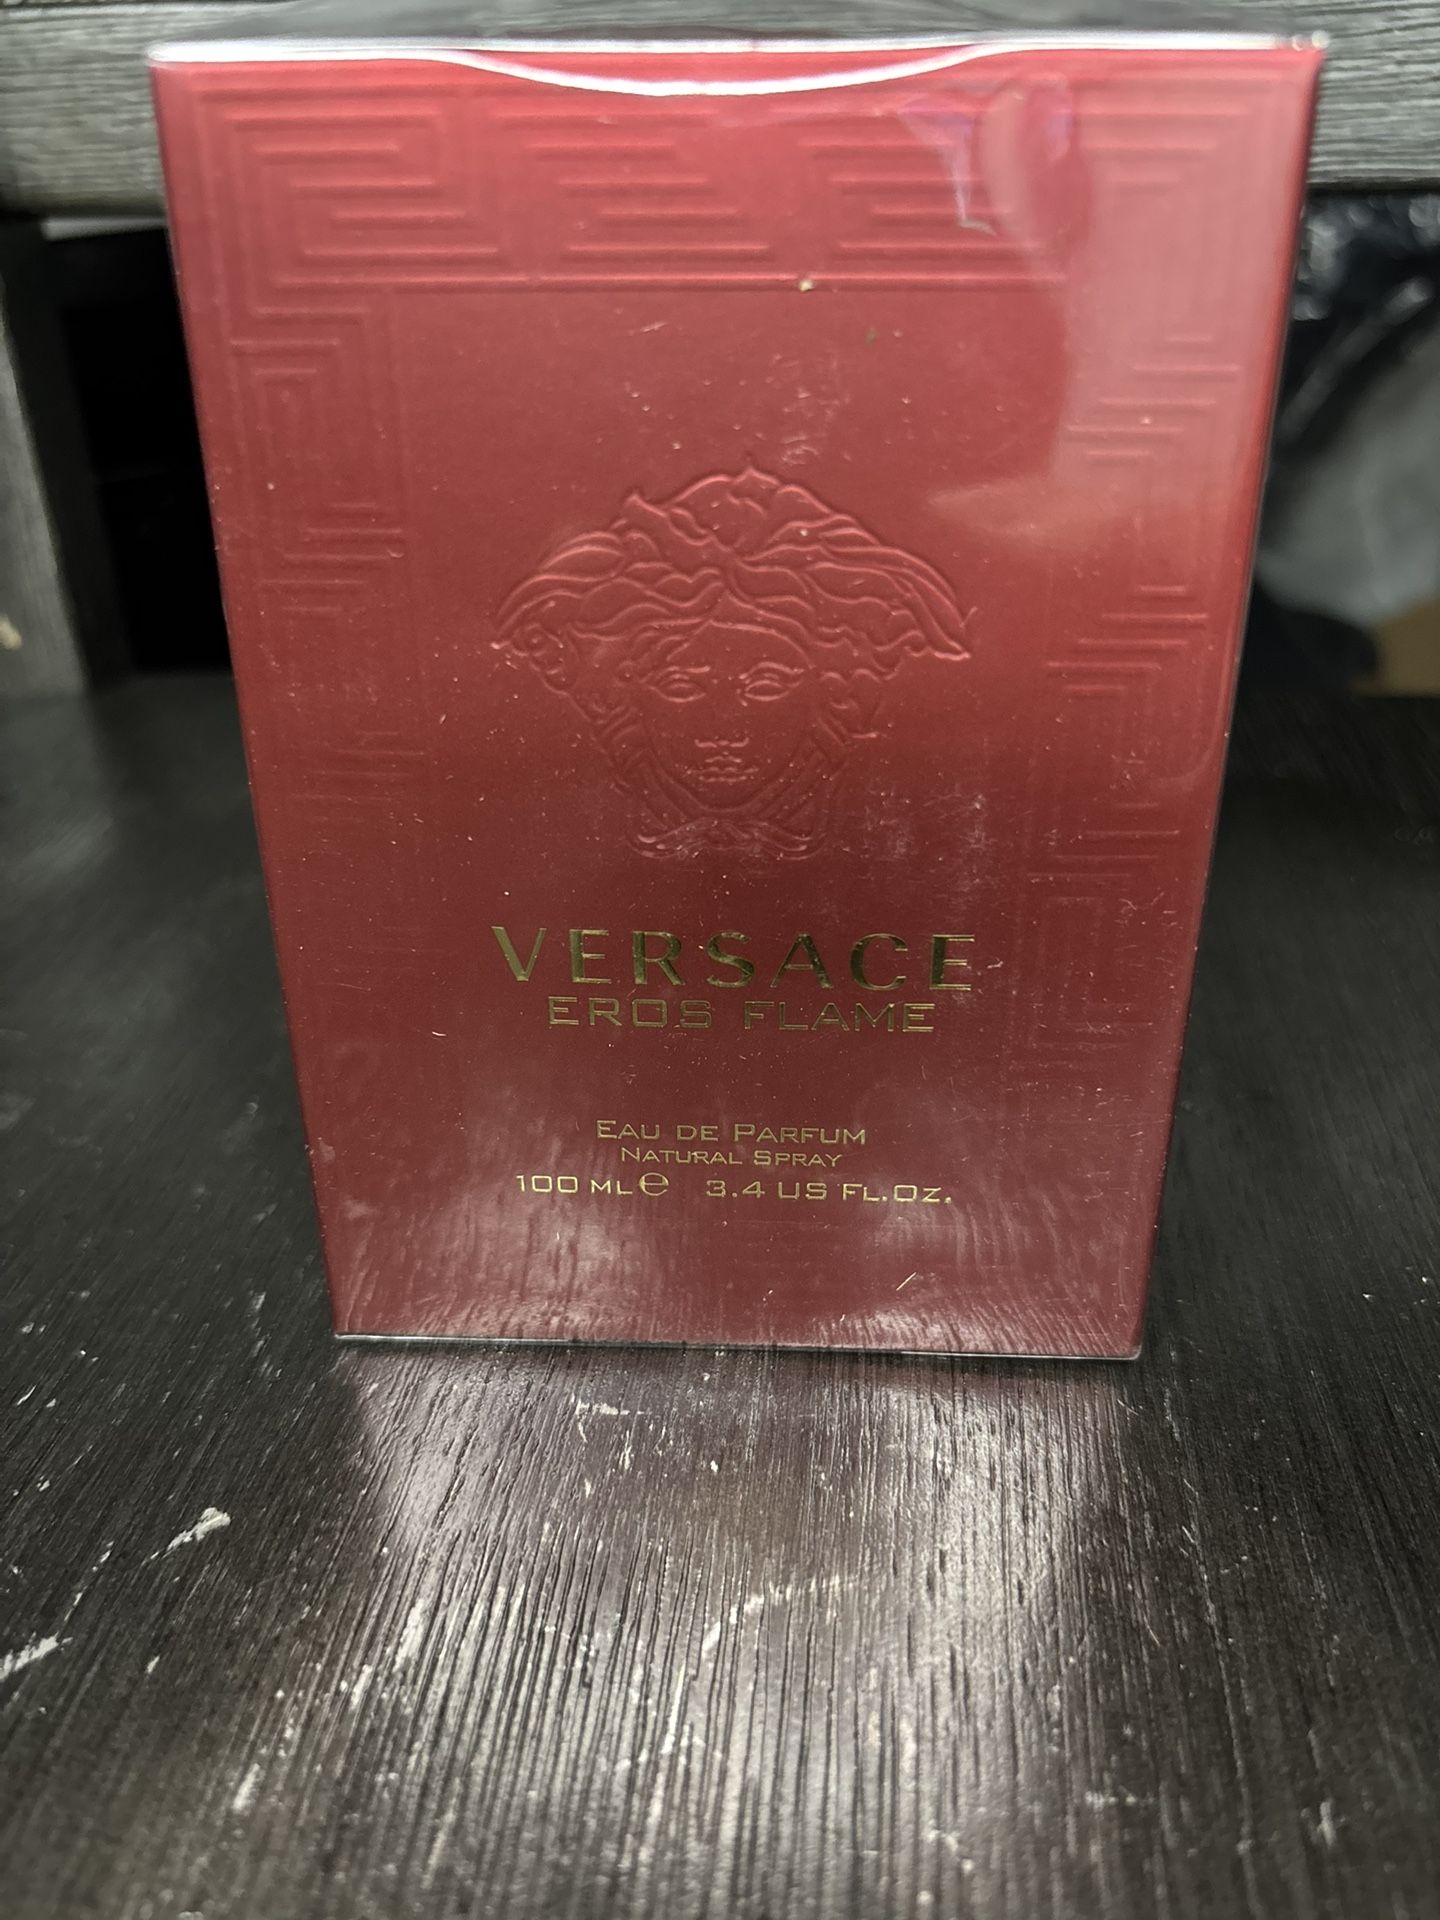 VERSACE
EROS FLAME
EAU DE PARFUM
NATURAL SPRAY
100 ML℮ 3.4 US FL.OZ.